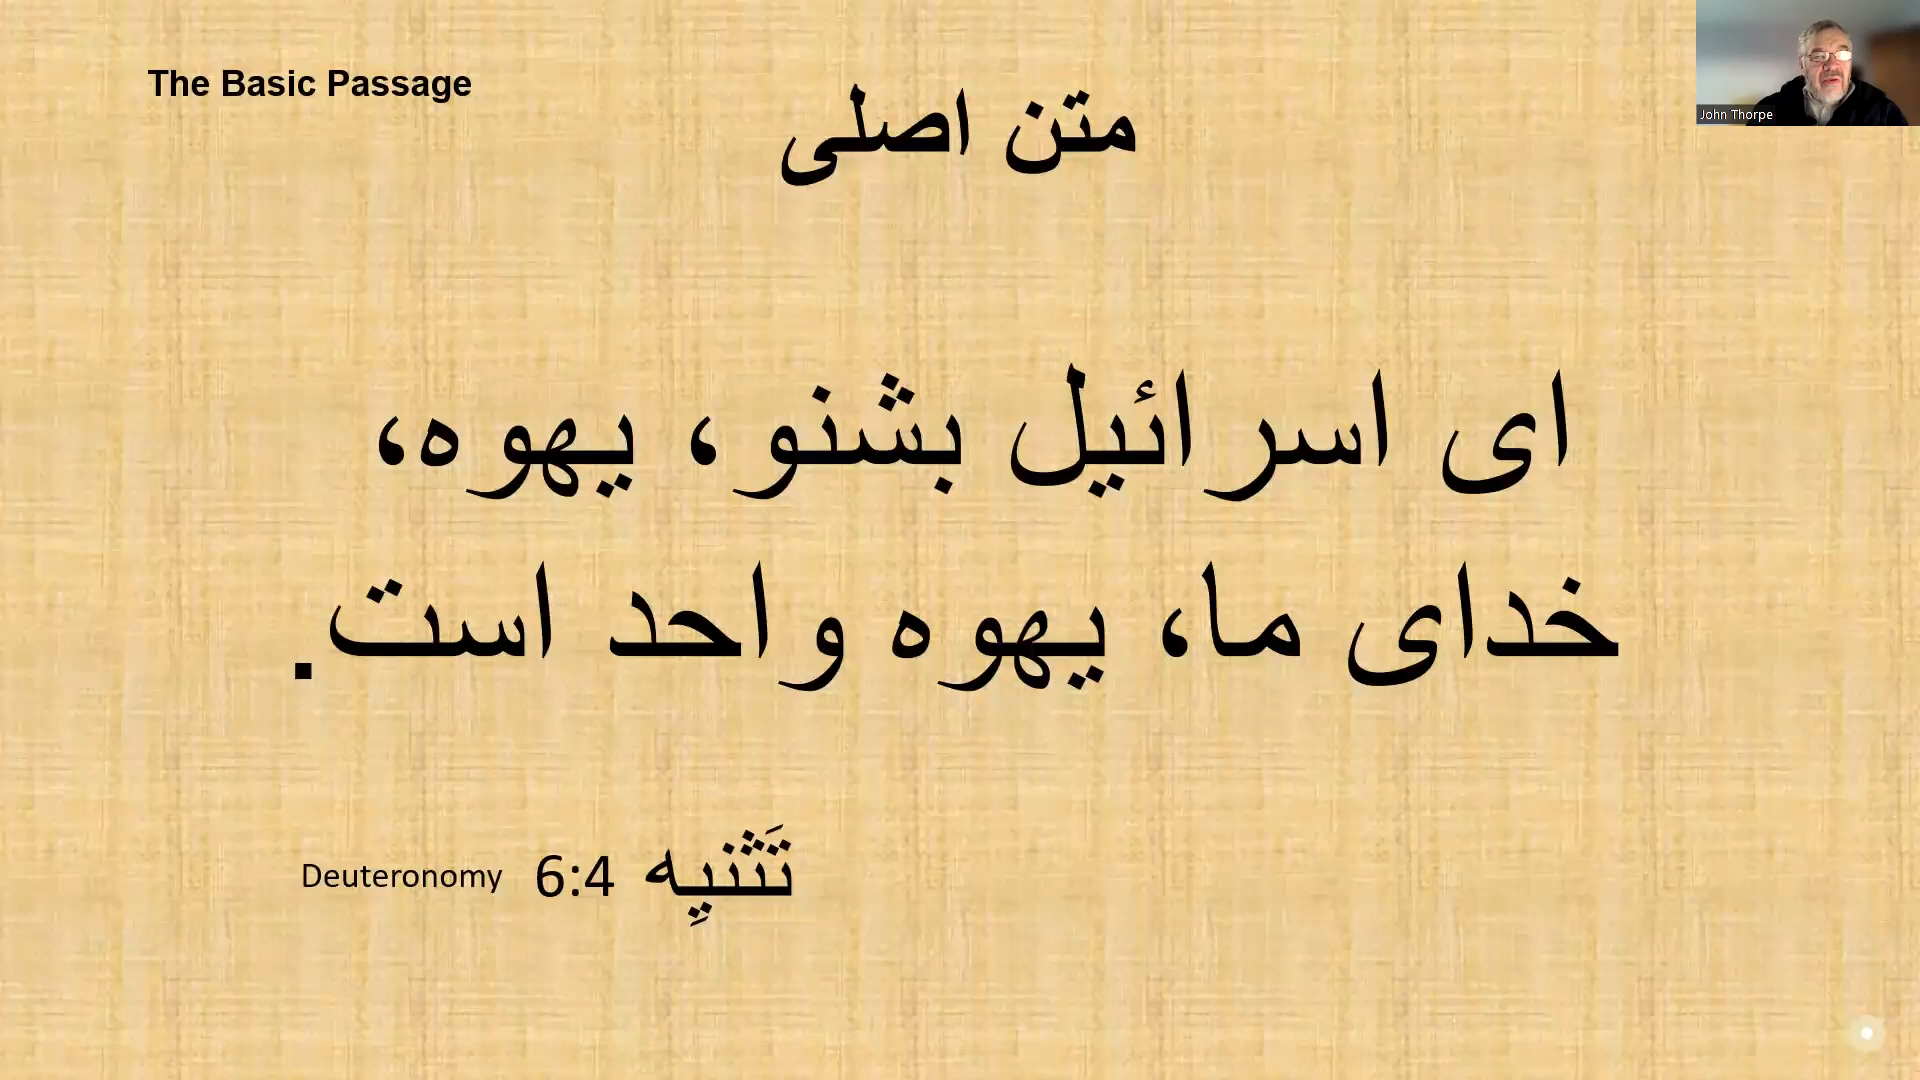 The Basic Passage
متن اصلی
John Thorpe
ای اسرائیل بشنو، یهوه،
خدای ما، یهوه واحد است.
Deuteronomy 6:4 تَثنیِه